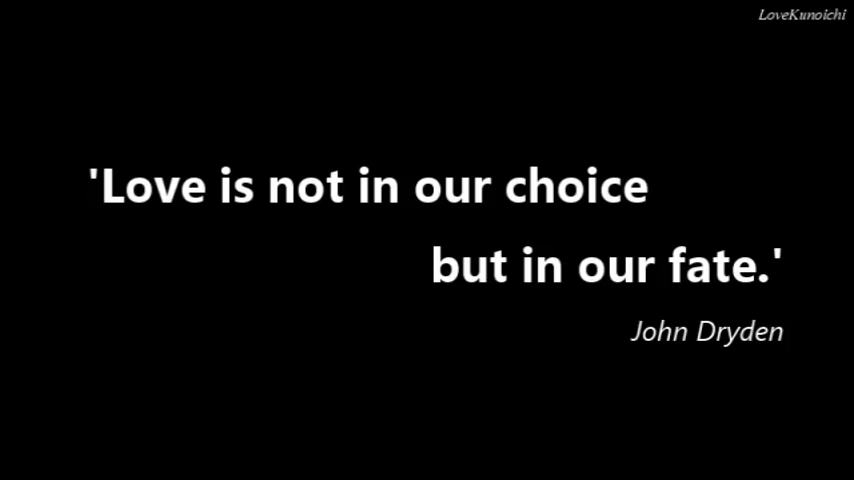 LoveKunoichi
'Love is not in our choice
but in our fate.'
John Dryden